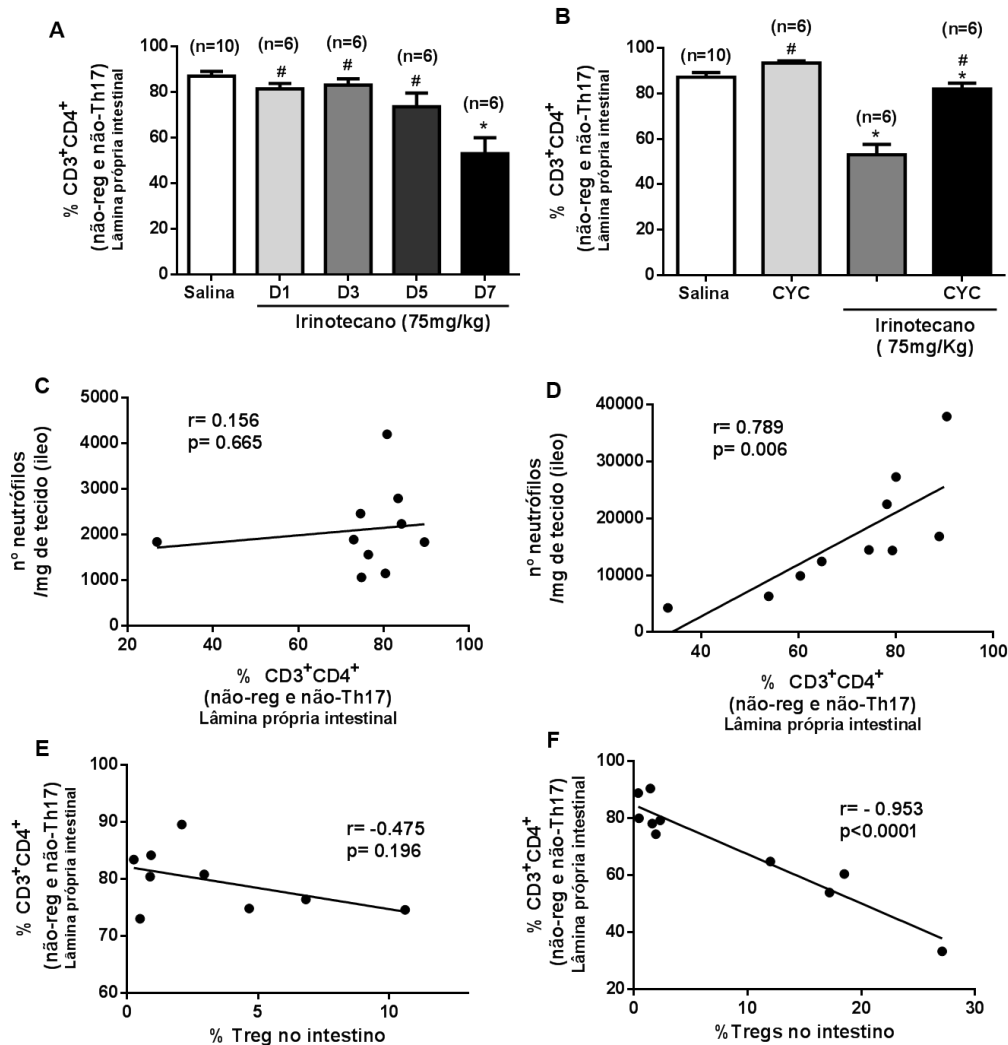 A
% CD3⁺CD4⁺
(não-reg e não-Th17)
Lâmina própria intestinal
100
80
60
40
20
0
(n=10)
(n=6)
#
(n=6)
#
(n=6)
#
(n=6)
*
Salina
D1
D3
D5
D7
Irinotecano (75mg/kg)
B
% CD3⁺CD4⁺
(não-reg e não-Th17)
Lâmina própria intestinal
100
80
60
40
20
0
(n=10)
(n=6)
#
(n=6)
*
(n=6)
#
*
Salina
CYC
-
CYC
Irinotecano
( 75mg/Kg)
C
nº neutrófilos
/mg de tecido (ileo)
5000
4000
3000
2000
1000
0
r= 0.156
p= 0.665
20
40
60
80
100
% CD3⁺CD4⁺
(não-reg e não-Th17)
Lâmina própria intestinal
D
nº neutrófilos
/mg de tecido (ileo)
40000
30000
20000
10000
0
r= 0.789
p= 0.006
40
60
80
100
% CD3⁺CD4⁺
(não-reg e não-Th17)
Lâmina própria intestinal
E
% CD3⁺CD4⁺
(não-reg e não-Th17)
Lâmina própria intestinal
100
90
80
70
60
r= -0.475
p= 0.196
0
5
10
% Treg no intestino
F
% CD3⁺CD4⁺
(não-reg e não-Th17)
Lâmina própria intestinal
100
80
60
40
20
r= - 0.953
p<0.0001
0
10
20
30
%Tregs no intestino